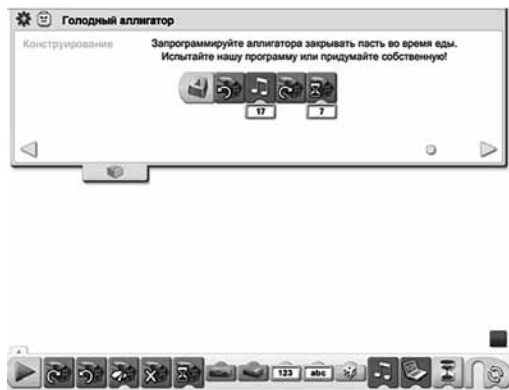 Голодный аллигатор
Конструирование
Запрограммируйте аллигатора закрывать пасть во время еды.
Испытайте нашу программу или придумайте собственную!
17
7
123
abc